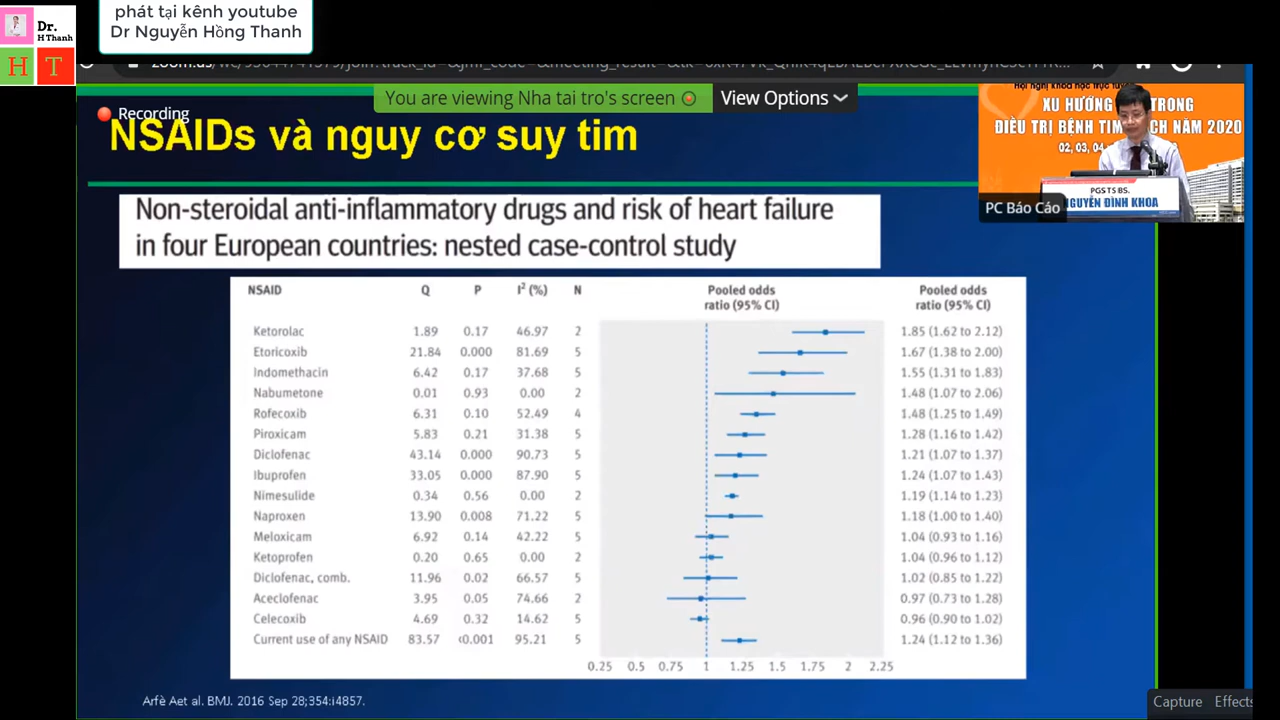 Dr.
H Thanh
H T
phát tại kênh youtube
Dr Nguyễn Hồng Thanh
You are viewing Nha tai tro's screen
View Options
Recording
NSAIDs và nguy cơ suy tim
XU HƯỚNG TRONG
ĐIỀU TRỊ BỆNH TIM CH NĂM 2020
PGS TS BS.
NGUYỄN ĐÌNH KHOA
PC Báo Cáo
Non-steroidal anti-inflammatory drugs and risk of heart failure
in four European countries: nested case-control study
NSAID Q P I² (%) N Pooled odds ratio (95% CI) Pooled odds ratio (95% CI)
Ketorolac 1.89 0.17 46.97 2 1.85 (1.62 to 2.12)
Etoricoxib 21.84 0.000 81.69 5 1.67 (1.38 to 2.00)
Indomethacin 6.42 0.17 37.68 5 1.55 (1.31 to 1.83)
Nabumetone 0.01 0.93 0.00 2 1.48 (1.07 to 2.06)
Rofecoxib 6.31 0.10 52.49 4 1.48 (1.25 to 1.49)
Piroxicam 5.83 0.21 31.38 5 1.28 (1.16 to 1.42)
Diclofenac 43.14 0.000 90.73 5 1.21 (1.07 to 1.37)
Ibuprofen 33.05 0.000 87.90 5 1.24 (1.07 to 1.43)
Nimesulide 0.34 0.56 0.00 2 1.19 (1.14 to 1.23)
Naproxen 13.90 0.008 71.22 5 1.18 (1.00 to 1.40)
Meloxicam 6.92 0.14 42.22 5 1.04 (0.93 to 1.16)
Ketoprofen 0.20 0.65 0.00 2 1.04 (0.96 to 1.12)
Diclofenac, comb. 11.96 0.02 66.57 5 1.02 (0.85 to 1.22)
Aceclofenac 3.95 0.05 74.66 2 0.97 (0.73 to 1.28)
Celecoxib 4.69 0.32 14.62 5 0.96 (0.90 to 1.02)
Current use of any NSAID 83.57 <0.001 95.21 5 1.24 (1.12 to 1.36)
0.25 0.5 0.75 1 1.25 1.5 1.75 2 2.25
Arfè Aet al. BMJ. 2016 Sep 28;354:i4857.
Capture Effects